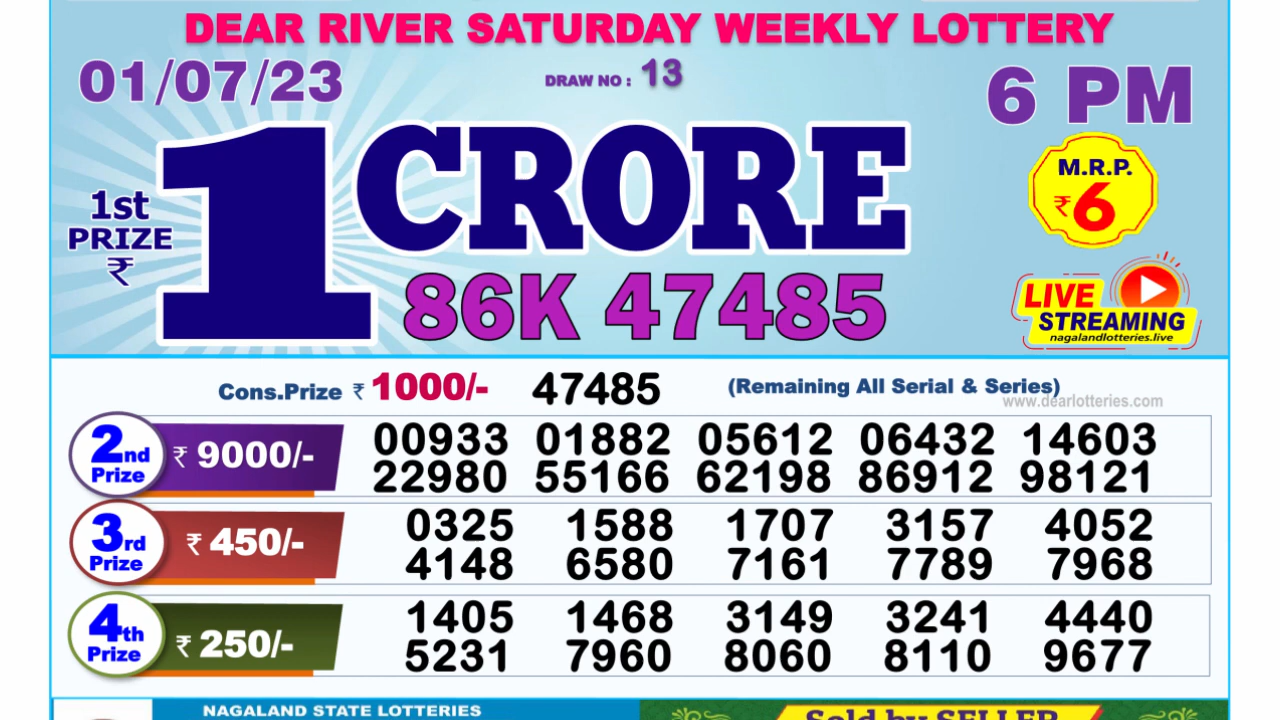 DEAR RIVER SATURDAY WEEKLY LOTTERY
01/07/23
DRAW NO : 13
6 PM
1st
PRIZE
₹
1 CRORE
86K 47485
M.R.P.
₹6
LIVE
STREAMING
nagalandlotteries.live
Cons.Prize ₹ 1000/- 47485 (Remaining All Serial & Series)
www.dearlotteries.com
2nd Prize ₹ 9000/-
00933 01882 05612 06432 14603
22980 55166 62198 86912 98121
3rd Prize ₹ 450/-
0325 1588 1707 3157 4052
4148 6580 7161 7789 7968
4th Prize ₹ 250/-
1405 1468 3149 3241 4440
5231 7960 8060 8110 9677
NAGALAND STATE LOTTERIES
Sold by SELLER